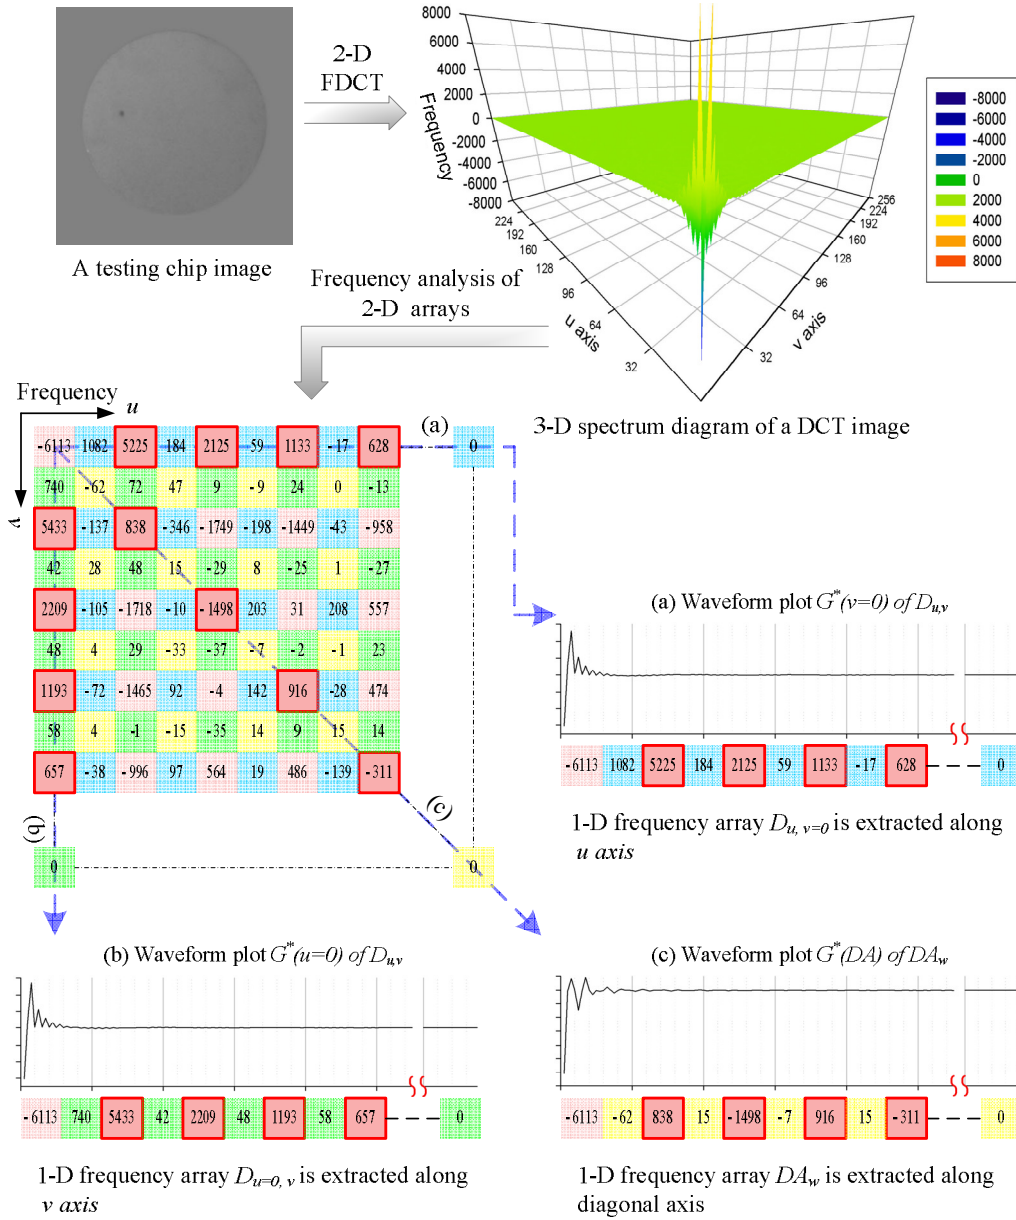 2-D
FDCT
A testing chip image
Frequency
8000
6000
4000
2000
0
-2000
-4000
-6000
-8000
224
192
160
128
96
64
32
u axis
256
224
192
160
128
96
64
32
v axis
-8000
-6000
-4000
-2000
0
2000
4000
6000
8000
3-D spectrum diagram of a DCT image
Frequency analysis of
2-D arrays
Frequency
u
v
-6113 1082 5225 184 2125 59 1133 -17 628
740 -62 72 47 9 -9 24 0 -13
5433 -137 838 -346 -1749 -198 -1449 -43 -958
42 28 48 15 -29 8 -25 1 -27
2209 -105 -1718 -10 -1498 203 31 208 557
48 4 29 -33 -37 -7 -2 -1 23
1193 -72 -1465 92 -4 142 916 -28 474
58 4 -1 -15 -35 14 9 15 14
657 -38 -996 97 564 19 486 -139 -311
(a)
0
(b)
0
(c)
0
(a) Waveform plot G*(v=0) of Du,v
-6113 1082 5225 184 2125 59 1133 -17 628 0
1-D frequency array Du, v=0 is extracted along
u axis
(b) Waveform plot G*(u=0) of Du,v
-6113 740 5433 42 2209 48 1193 58 657 0
1-D frequency array Du=0, v is extracted along
v axis
(c) Waveform plot G*(DA) of DAw
-6113 -62 838 15 -1498 -7 916 15 -311 0
1-D frequency array DAw is extracted along
diagonal axis